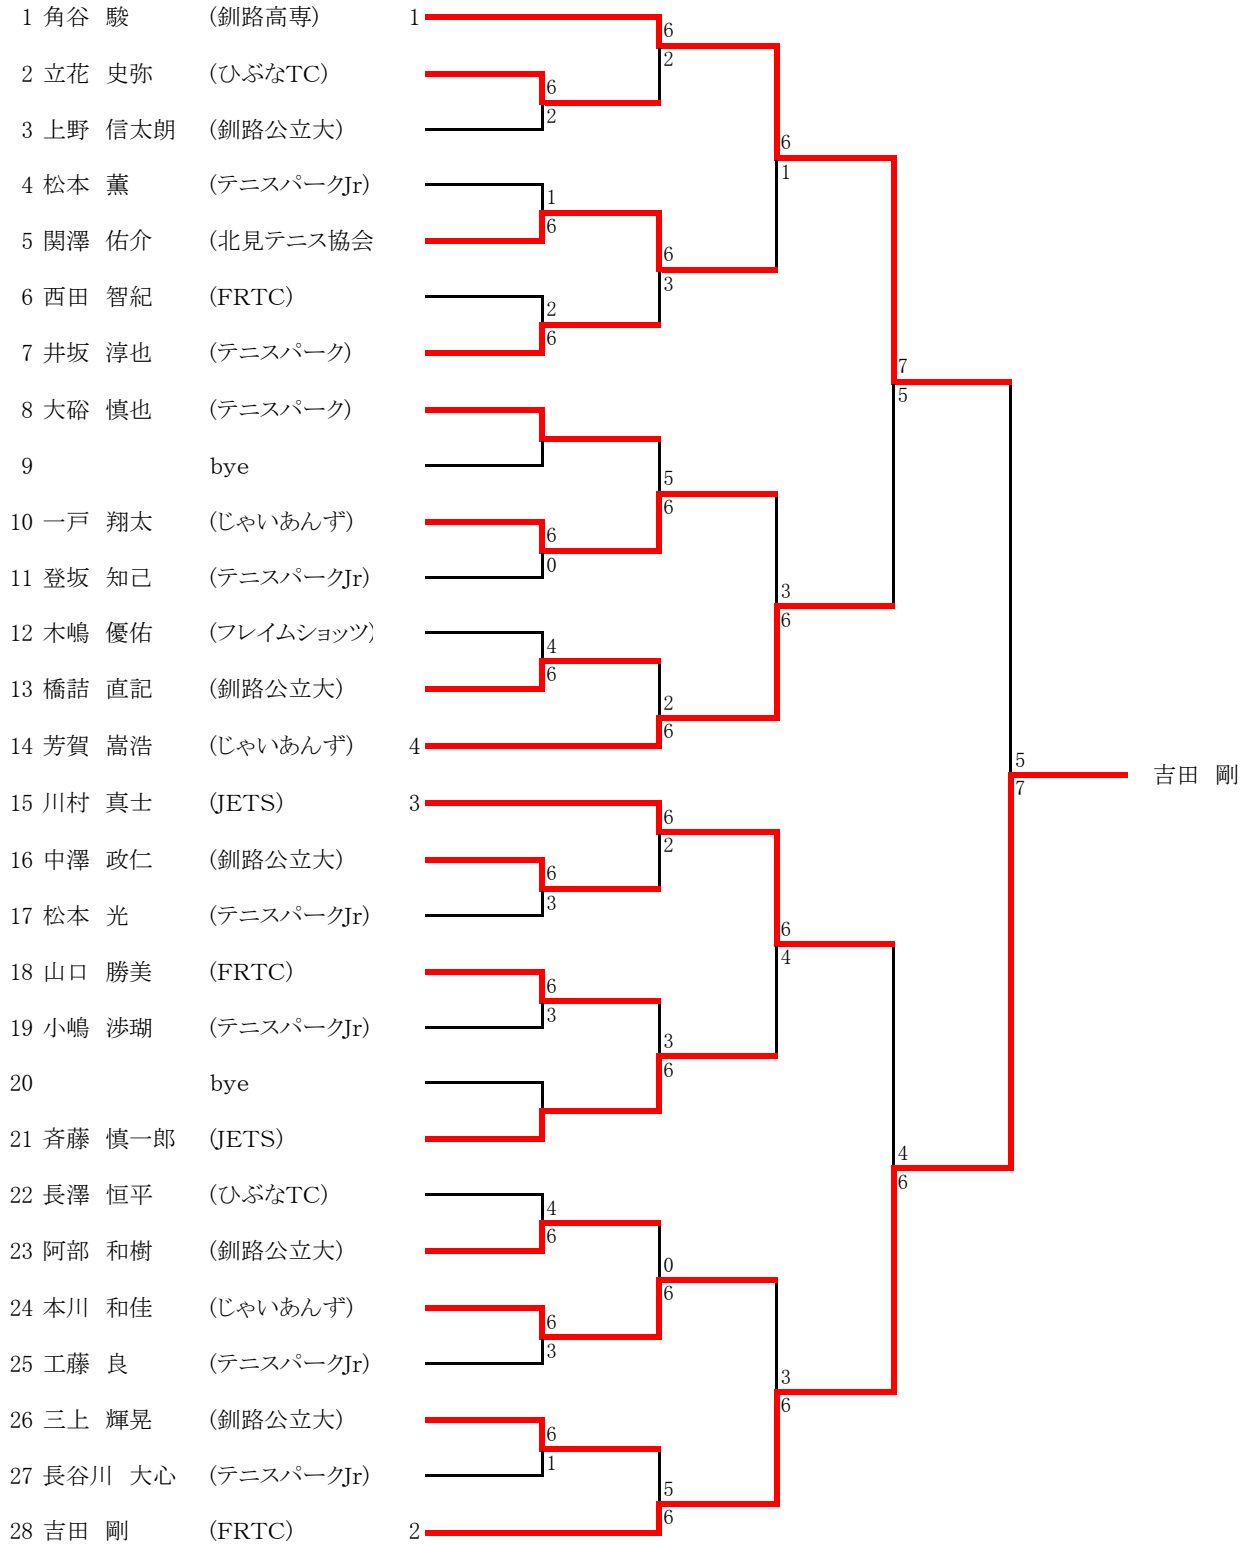 1 角谷 駿 (釧路高専) 1
6
2
2 立花 史弥 (ひぶなTC)
6
2
3 上野 信太朗 (釧路公立大)
6
1
4 松本 薫 (テニスパークJr)
1
6
5 関澤 佑介 (北見テニス協会
6
3
6 西田 智紀 (FRTC)
2
6
7 井坂 淳也 (テニスパーク)
7
5
8 大硲 慎也 (テニスパーク)
9 bye
5
6
10 一戸 翔太 (じゃいあんず)
6
0
11 登坂 知己 (テニスパークJr)
3
6
12 木嶋 優佑 (フレイムショッツ)
4
6
13 橋詰 直記 (釧路公立大)
2
6
14 芳賀 嵩浩 (じゃいあんず) 4
5
7
吉田 剛
15 川村 真士 (JETS) 3
6
2
16 中澤 政仁 (釧路公立大)
6
3
17 松本 光 (テニスパークJr)
6
4
18 山口 勝美 (FRTC)
6
3
19 小嶋 渉瑚 (テニスパークJr)
3
6
20 bye
21 斉藤 慎一郎 (JETS)
4
6
22 長澤 恒平 (ひぶなTC)
4
6
23 阿部 和樹 (釧路公立大)
0
6
24 本川 和佳 (じゃいあんず)
6
3
25 工藤 良 (テニスパークJr)
3
6
26 三上 輝晃 (釧路公立大)
6
1
27 長谷川 大心 (テニスパークJr)
5
6
28 吉田 剛 (FRTC) 2